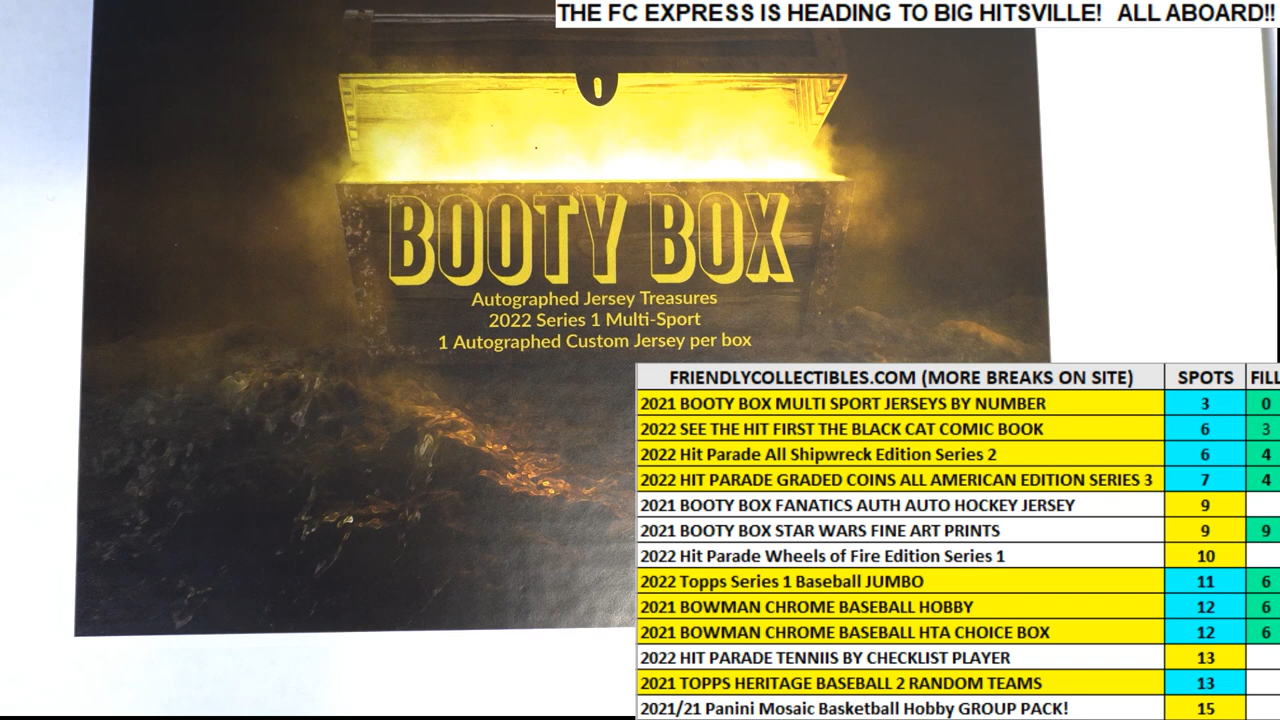 THE FC EXPRESS IS HEADING TO BIG HITSVILLE! ALL ABOARD!!
BOOTY BOX
Autographed Jersey Treasures
2022 Series 1 Multi-Sport
1 Autographed Custom Jersey per box
FRIENDLYCOLLECTIBLES.COM (MORE BREAKS ON SITE) SPOTS FILL
2021 BOOTY BOX MULTI SPORT JERSEYS BY NUMBER 3 0
2022 SEE THE HIT FIRST THE BLACK CAT COMIC BOOK 6 3
2022 Hit Parade All Shipwreck Edition Series 2 6 4
2022 HIT PARADE GRADED COINS ALL AMERICAN EDITION SERIES 3 7 4
2021 BOOTY BOX FANATICS AUTH AUTO HOCKEY JERSEY 9
2021 BOOTY BOX STAR WARS FINE ART PRINTS 9 9
2022 Hit Parade Wheels of Fire Edition Series 1 10
2022 Topps Series 1 Baseball JUMBO 11 6
2021 BOWMAN CHROME BASEBALL HOBBY 12 6
2021 BOWMAN CHROME BASEBALL HTA CHOICE BOX 12 6
2022 HIT PARADE TENNIIS BY CHECKLIST PLAYER 13
2021 TOPPS HERITAGE BASEBALL 2 RANDOM TEAMS 13
2021/21 Panini Mosaic Basketball Hobby GROUP PACK! 15